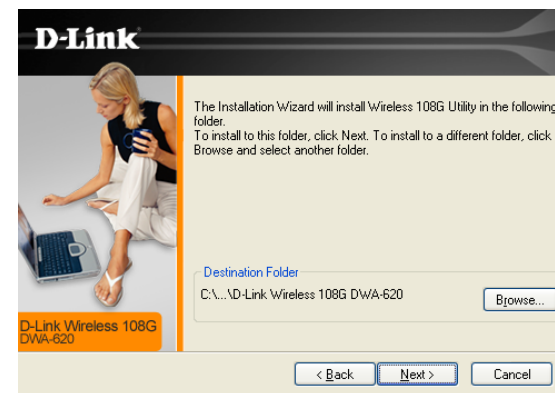 D-Link
The Installation Wizard will install Wireless 108G Utility in the following
folder.
To install to this folder, click Next. To install to a different folder, click
Browse and select another folder.
Destination Folder
C:\...\D-Link Wireless 108G DWA-620
Browse...
D-Link Wireless 108G
DWA-620
< Back
Next >
Cancel